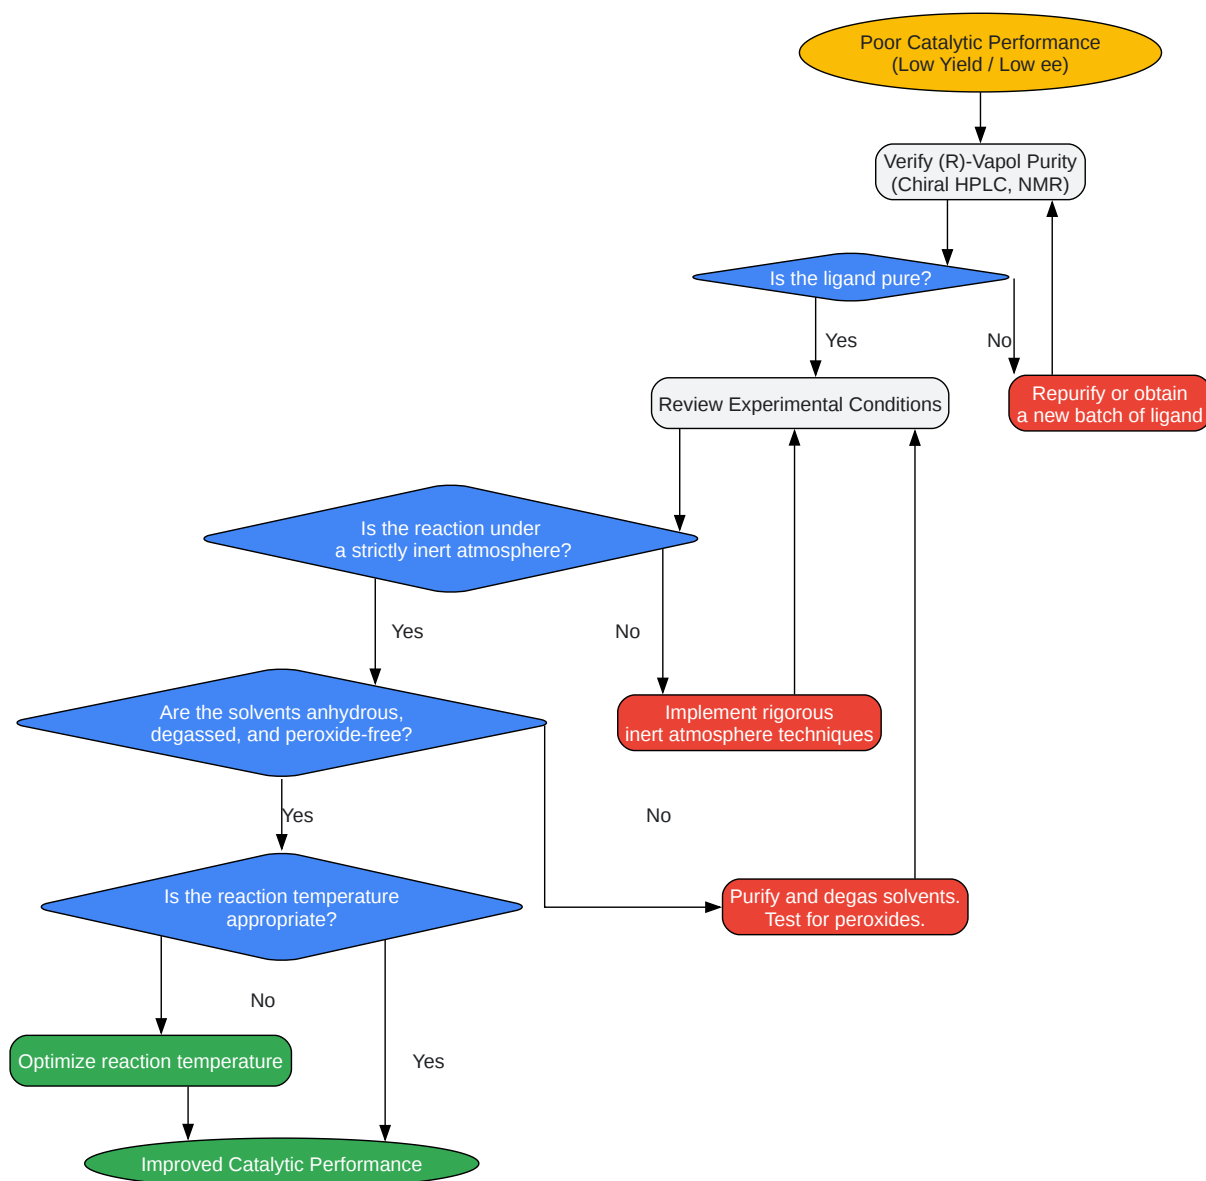 Poor Catalytic Performance
(Low Yield / Low ee)
Verify (R)-Vapol Purity
(Chiral HPLC, NMR)
Is the ligand pure?
Yes
No
Repurify or obtain
a new batch of ligand
Review Experimental Conditions
Is the reaction under
a strictly inert atmosphere?
Yes
No
Are the solvents anhydrous,
degassed, and peroxide-free?
Implement rigorous
inert atmosphere techniques
Yes
No
Is the reaction temperature
appropriate?
Purify and degas solvents.
Test for peroxides.
No
Yes
Optimize reaction temperature
Improved Catalytic Performance